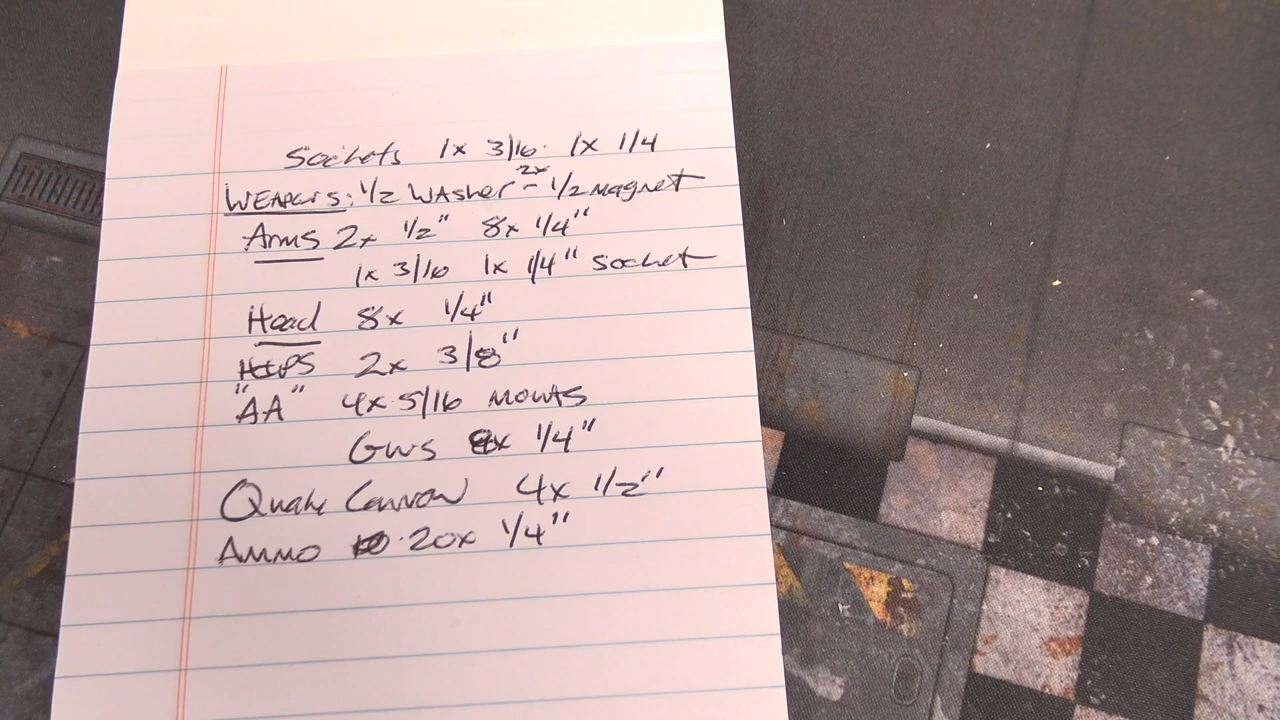 Sockets 1x 3/16 1x 1/4
WEAPONS: 1/2 WASHER - 2x 1/2 MAGNET
Arms 2x 1/2" 8x 1/4"
1x 3/16 1x 1/4" Socket
Head 8x 1/4"
HIPS 2x 3/8"
"AA" 4x 5/16 MOUNTS
GUNS 8x 1/4"
Quake Cannon 4x 1/2"
AMMO 20x 1/4"